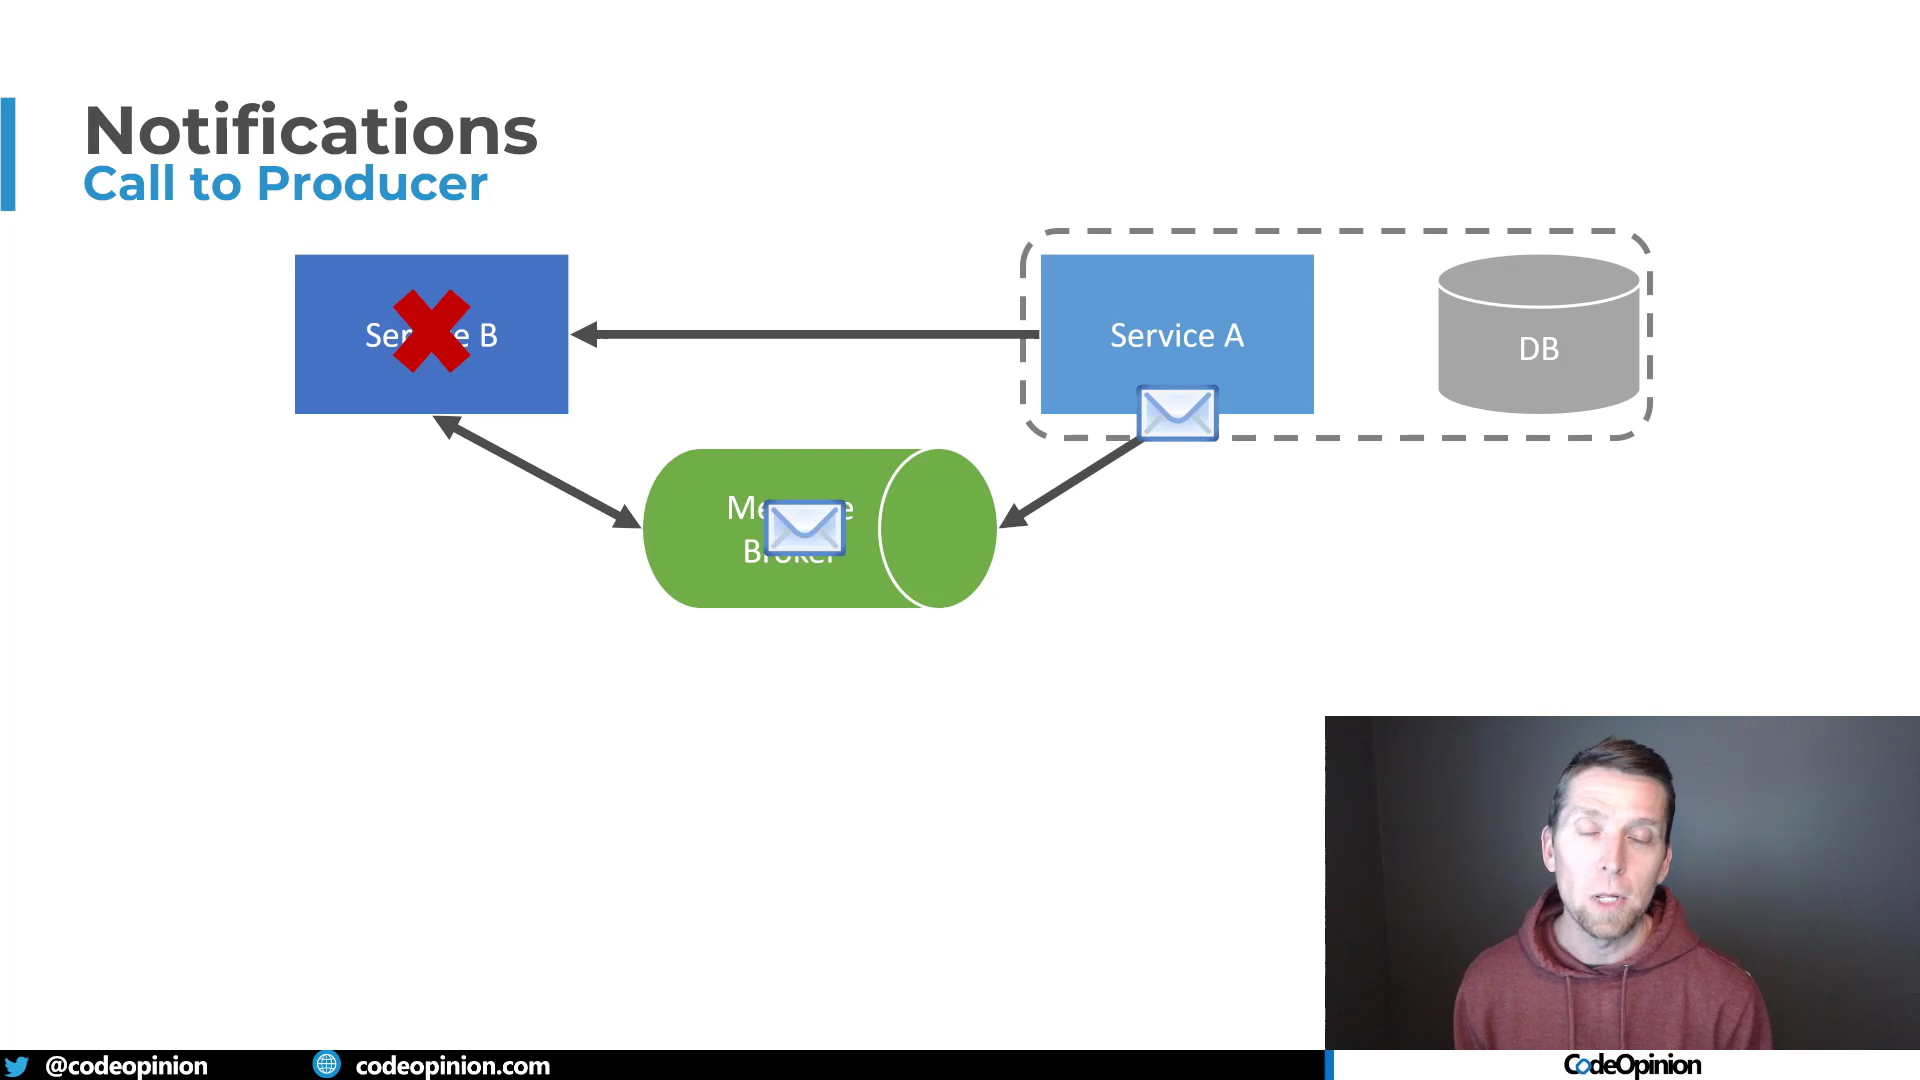 Notifications
Call to Producer
B
Service A
DB
@codeopinion
codeopinion.com
CodeOpinion